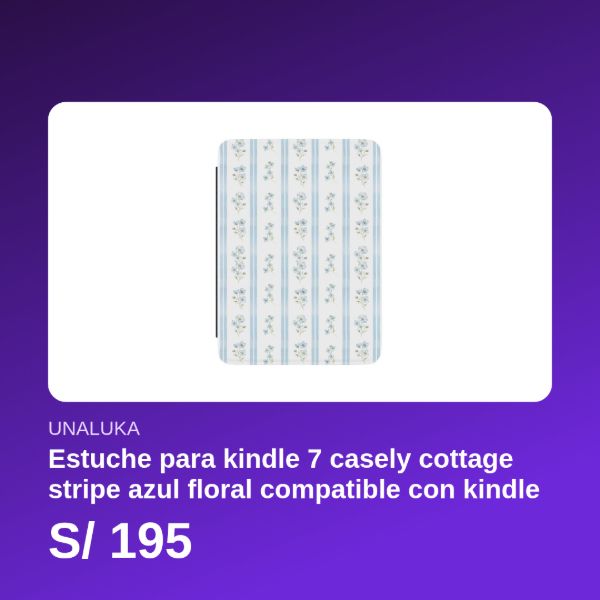 UNALUKA
Estuche para kindle 7 casely cottage
stripe azul floral compatible con kindle
S/ 195